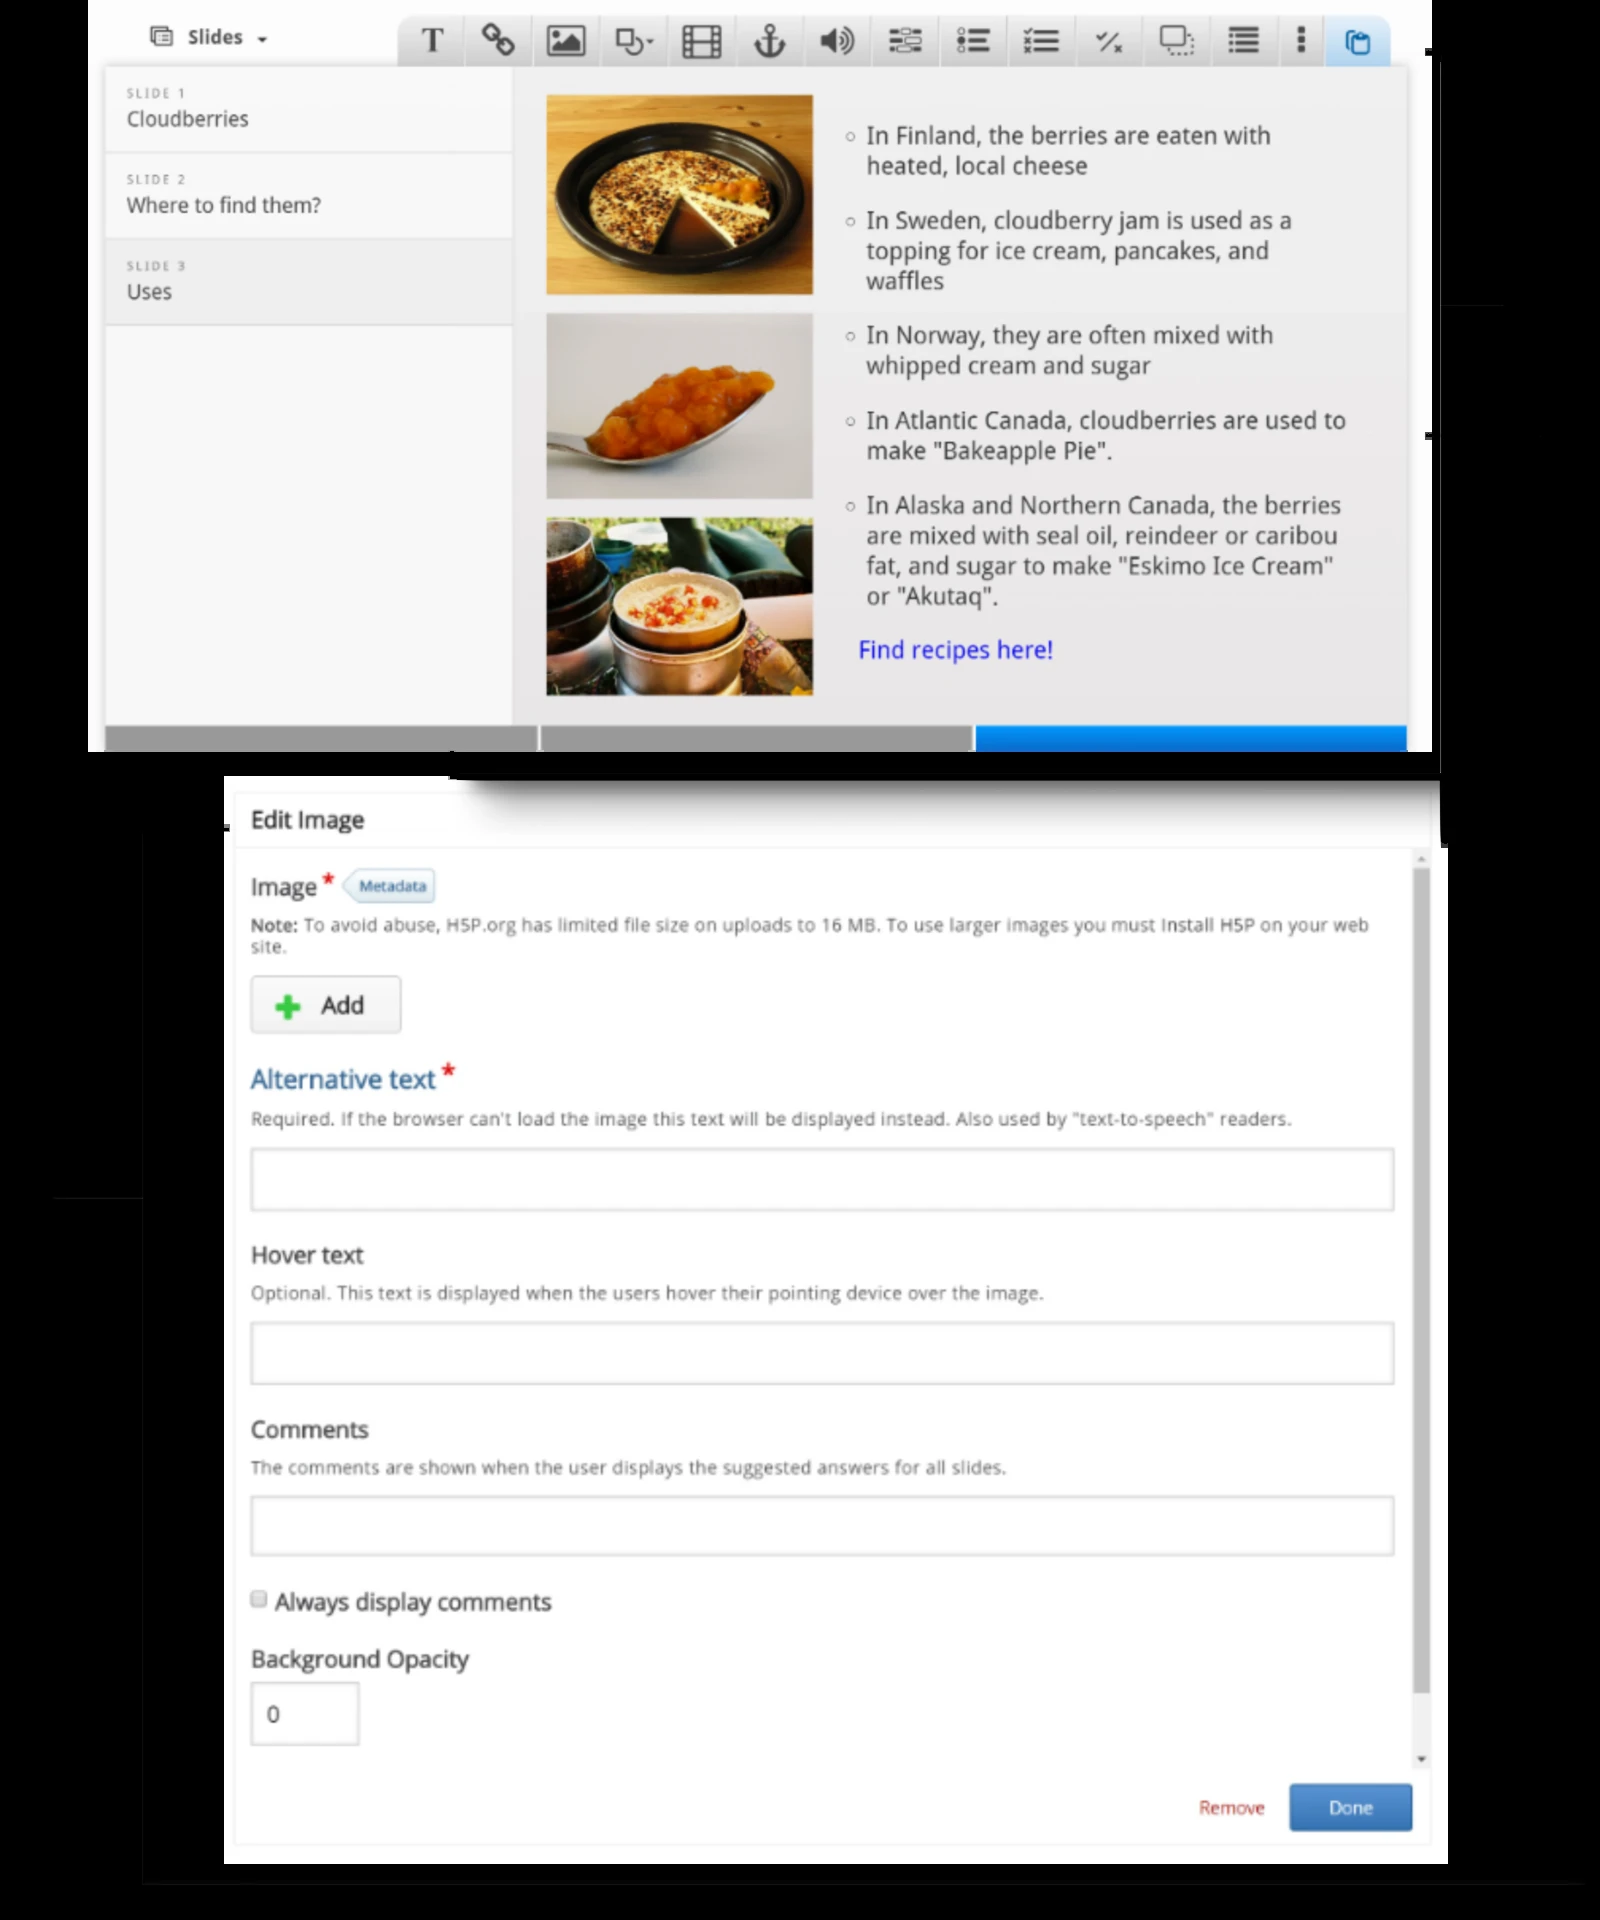 Slides
SLIDE 1
Cloudberries
SLIDE 2
Where to find them?
SLIDE 3
Uses
In Finland, the berries are eaten with
heated, local cheese
In Sweden, cloudberry jam is used as a
topping for ice cream, pancakes, and
waffles
In Norway, they are often mixed with
whipped cream and sugar
In Atlantic Canada, cloudberries are used to
make "Bakeapple Pie".
In Alaska and Northern Canada, the berries
are mixed with seal oil, reindeer or caribou
fat, and sugar to make "Eskimo Ice Cream"
or "Akutaq".
Find recipes here!
Edit Image
Image * Metadata
Note: To avoid abuse, H5P.org has limited file size on uploads to 16 MB. To use larger images you must Install H5P on your web
site.
Add
Alternative text *
Required. If the browser can't load the image this text will be displayed instead. Also used by "text-to-speech" readers.
Hover text
Optional. This text is displayed when the users hover their pointing device over the image.
Comments
The comments are shown when the user displays the suggested answers for all slides.
Always display comments
Background Opacity
0
Remove Done